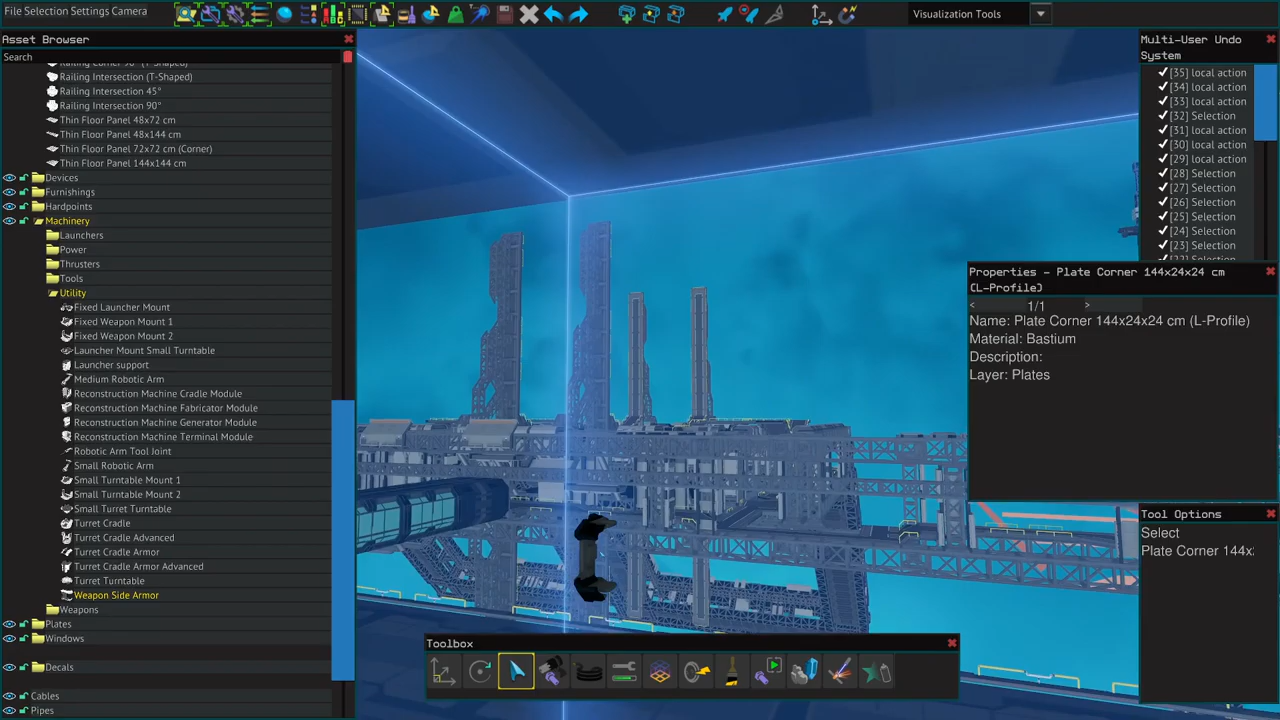 File Selection Settings Camera
Visualization Tools
Asset Browser
Search
Railing Corner 90° (T-Shaped)
Railing Intersection (T-Shaped)
Railing Intersection 45°
Railing Intersection 90°
Thin Floor Panel 48x72 cm
Thin Floor Panel 48x144 cm
Thin Floor Panel 72x72 cm (Corner)
Thin Floor Panel 144x144 cm
Devices
Furnishings
Hardpoints
Machinery
Launchers
Power
Thrusters
Tools
Utility
Fixed Launcher Mount
Fixed Weapon Mount 1
Fixed Weapon Mount 2
Launcher Mount Small Turntable
Launcher support
Medium Robotic Arm
Reconstruction Machine Cradle Module
Reconstruction Machine Fabricator Module
Reconstruction Machine Generator Module
Reconstruction Machine Terminal Module
Robotic Arm Tool Joint
Small Robotic Arm
Small Turntable Mount 1
Small Turntable Mount 2
Small Turret Turntable
Turret Cradle
Turret Cradle Advanced
Turret Cradle Armor
Turret Cradle Armor Advanced
Turret Turntable
Weapon Side Armor
Weapons
Plates
Windows
Decals
Cables
Pipes
Multi-User Undo
System
[35] local action
[34] local action
[33] local action
[32] Selection
[31] local action
[30] local action
[29] local action
[28] Selection
[27] Selection
[26] Selection
[25] Selection
[24] Selection
[23] Selection
[22] Selection
Properties - Plate Corner 144x24x24 cm
(L-Profile)
< 1/1 >
Name: Plate Corner 144x24x24 cm (L-Profile)
Material: Bastium
Description:
Layer: Plates
Tool Options
Select
Plate Corner 144x
Toolbox